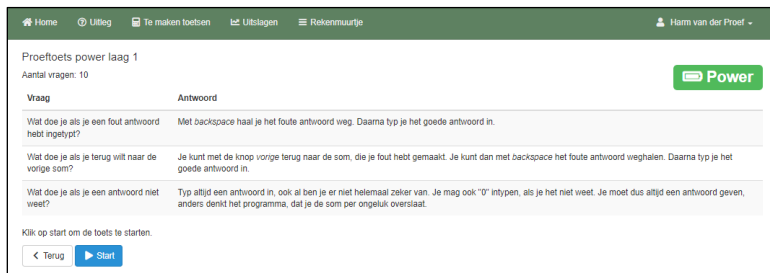 Home Uitleg Te maken toetsen Uitslagen Rekenmuurtje Harm van der Proef
Proeftoets power laag 1
Aantal vragen: 10
Power
Vraag Antwoord
Wat doe je als je een fout antwoord hebt ingetypt?
Met backspace haal je het foute antwoord weg. Daarna typ je het goede antwoord in.
Wat doe je als je terug wilt naar de vorige som?
Je kunt met de knop vorige terug naar de som, die je fout hebt gemaakt. Je kunt dan met backspace het foute antwoord weghalen. Daarna typ je het
goede antwoord in.
Wat doe je als je een antwoord niet weet?
Typ altijd een antwoord in, ook al ben je er niet helemaal zeker van. Je mag ook "0" intypen, als je het niet weet. Je moet dus altijd een antwoord geven,
anders denkt het programma, dat je de som per ongeluk overslaat.
Klik op start om de toets te starten.
Terug Start